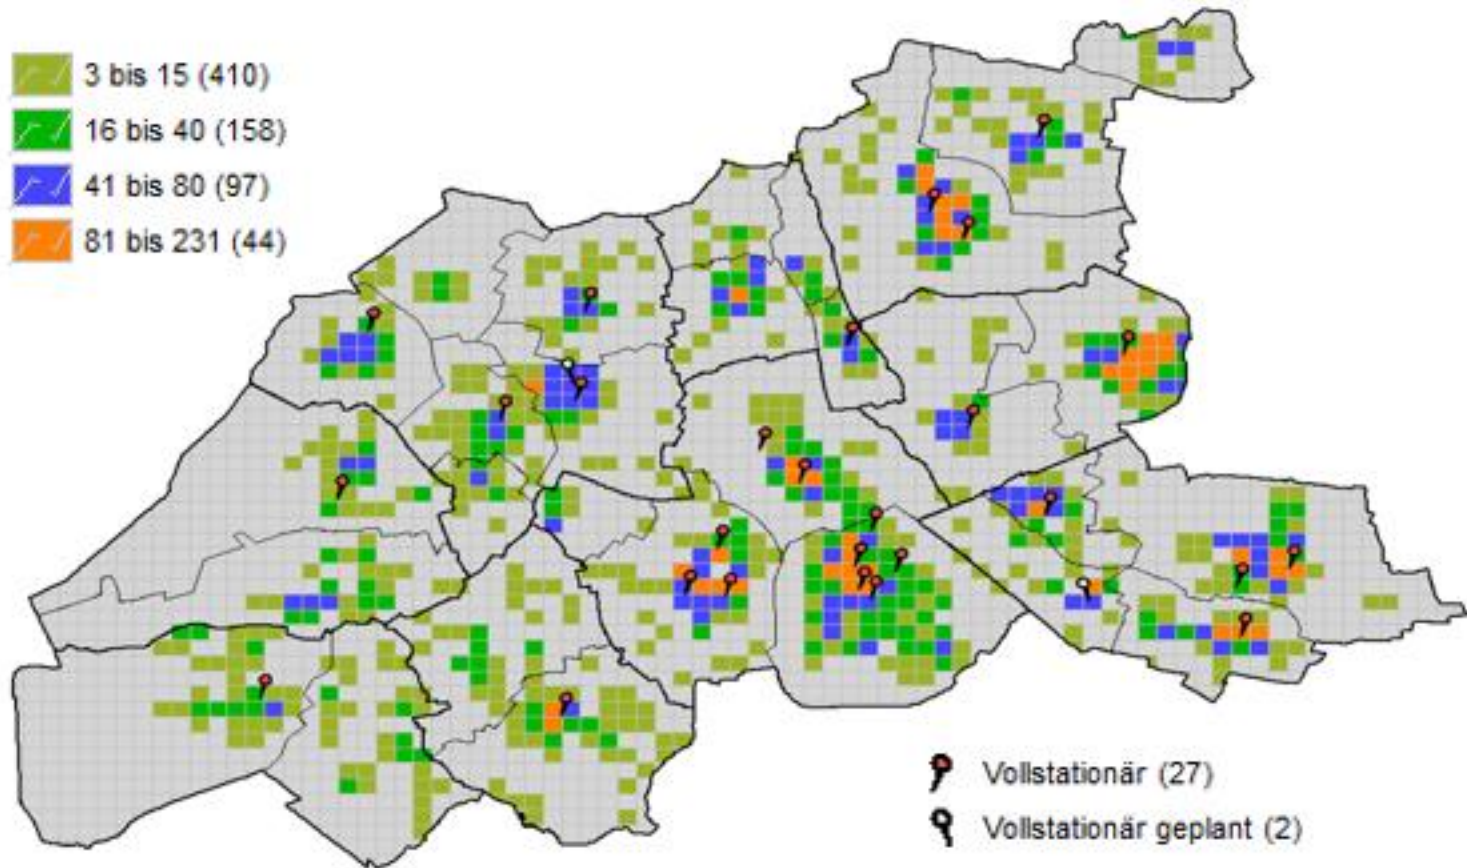 3 bis 15 (410)
16 bis 40 (158)
41 bis 80 (97)
81 bis 231 (44)
Vollstationär (27)
Vollstationär geplant (2)